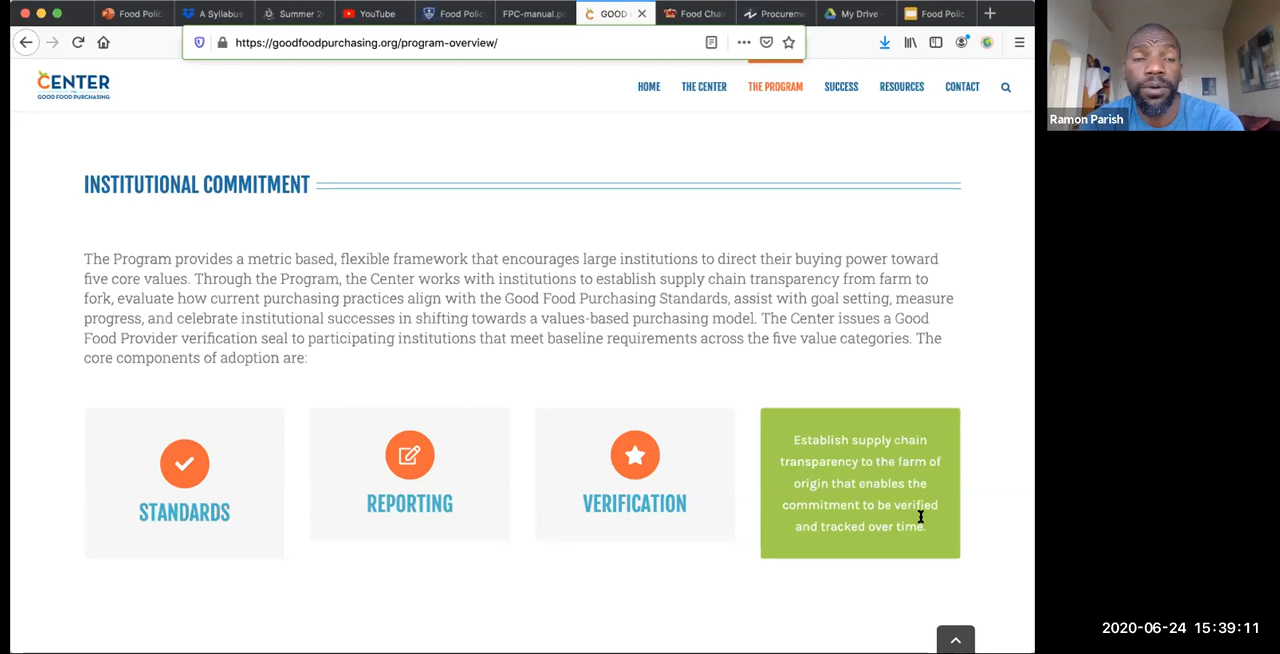 Food Polic
A Syllabus
Summer 2
YouTube
Food Polic
FPC-manual.pd
GOOD
Food Chai
Procureme
My Drive -
Food Polic
https://goodfoodpurchasing.org/program-overview/
CENTER
GOOD FOOD PURCHASING
HOME
THE CENTER
THE PROGRAM
SUCCESS
RESOURCES
CONTACT
Ramon Parish
INSTITUTIONAL COMMITMENT
The Program provides a metric based, flexible framework that encourages large institutions to direct their buying power toward
five core values. Through the Program, the Center works with institutions to establish supply chain transparency from farm to
fork, evaluate how current purchasing practices align with the Good Food Purchasing Standards, assist with goal setting, measure
progress, and celebrate institutional successes in shifting towards a values-based purchasing model. The Center issues a Good
Food Provider verification seal to participating institutions that meet baseline requirements across the five value categories. The
core components of adoption are:
STANDARDS
REPORTING
VERIFICATION
Establish supply chain
transparency to the farm of
origin that enables the
commitment to be verified
and tracked over time.
2020-06-24 15:39:11